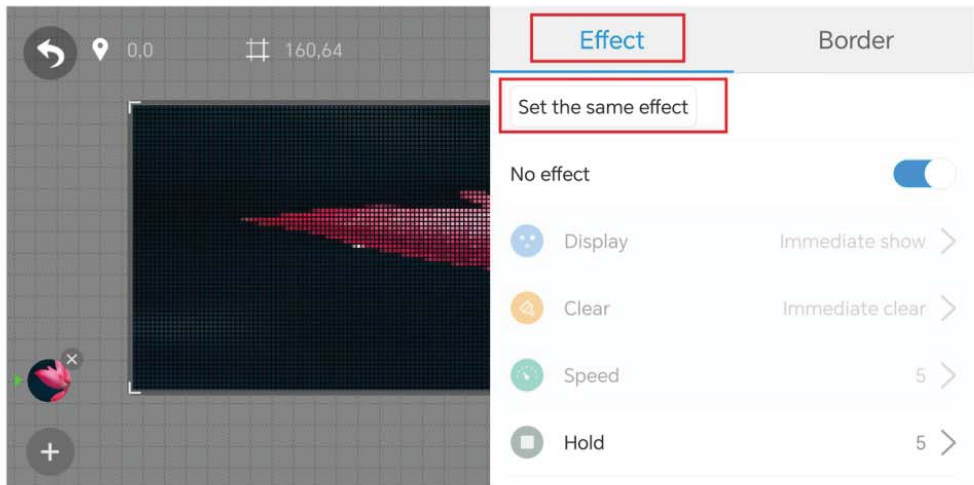 0,0 160,64
Effect Border
Set the same effect
No effect
Display Immediate show
Clear Immediate clear
Speed 5
Hold 5